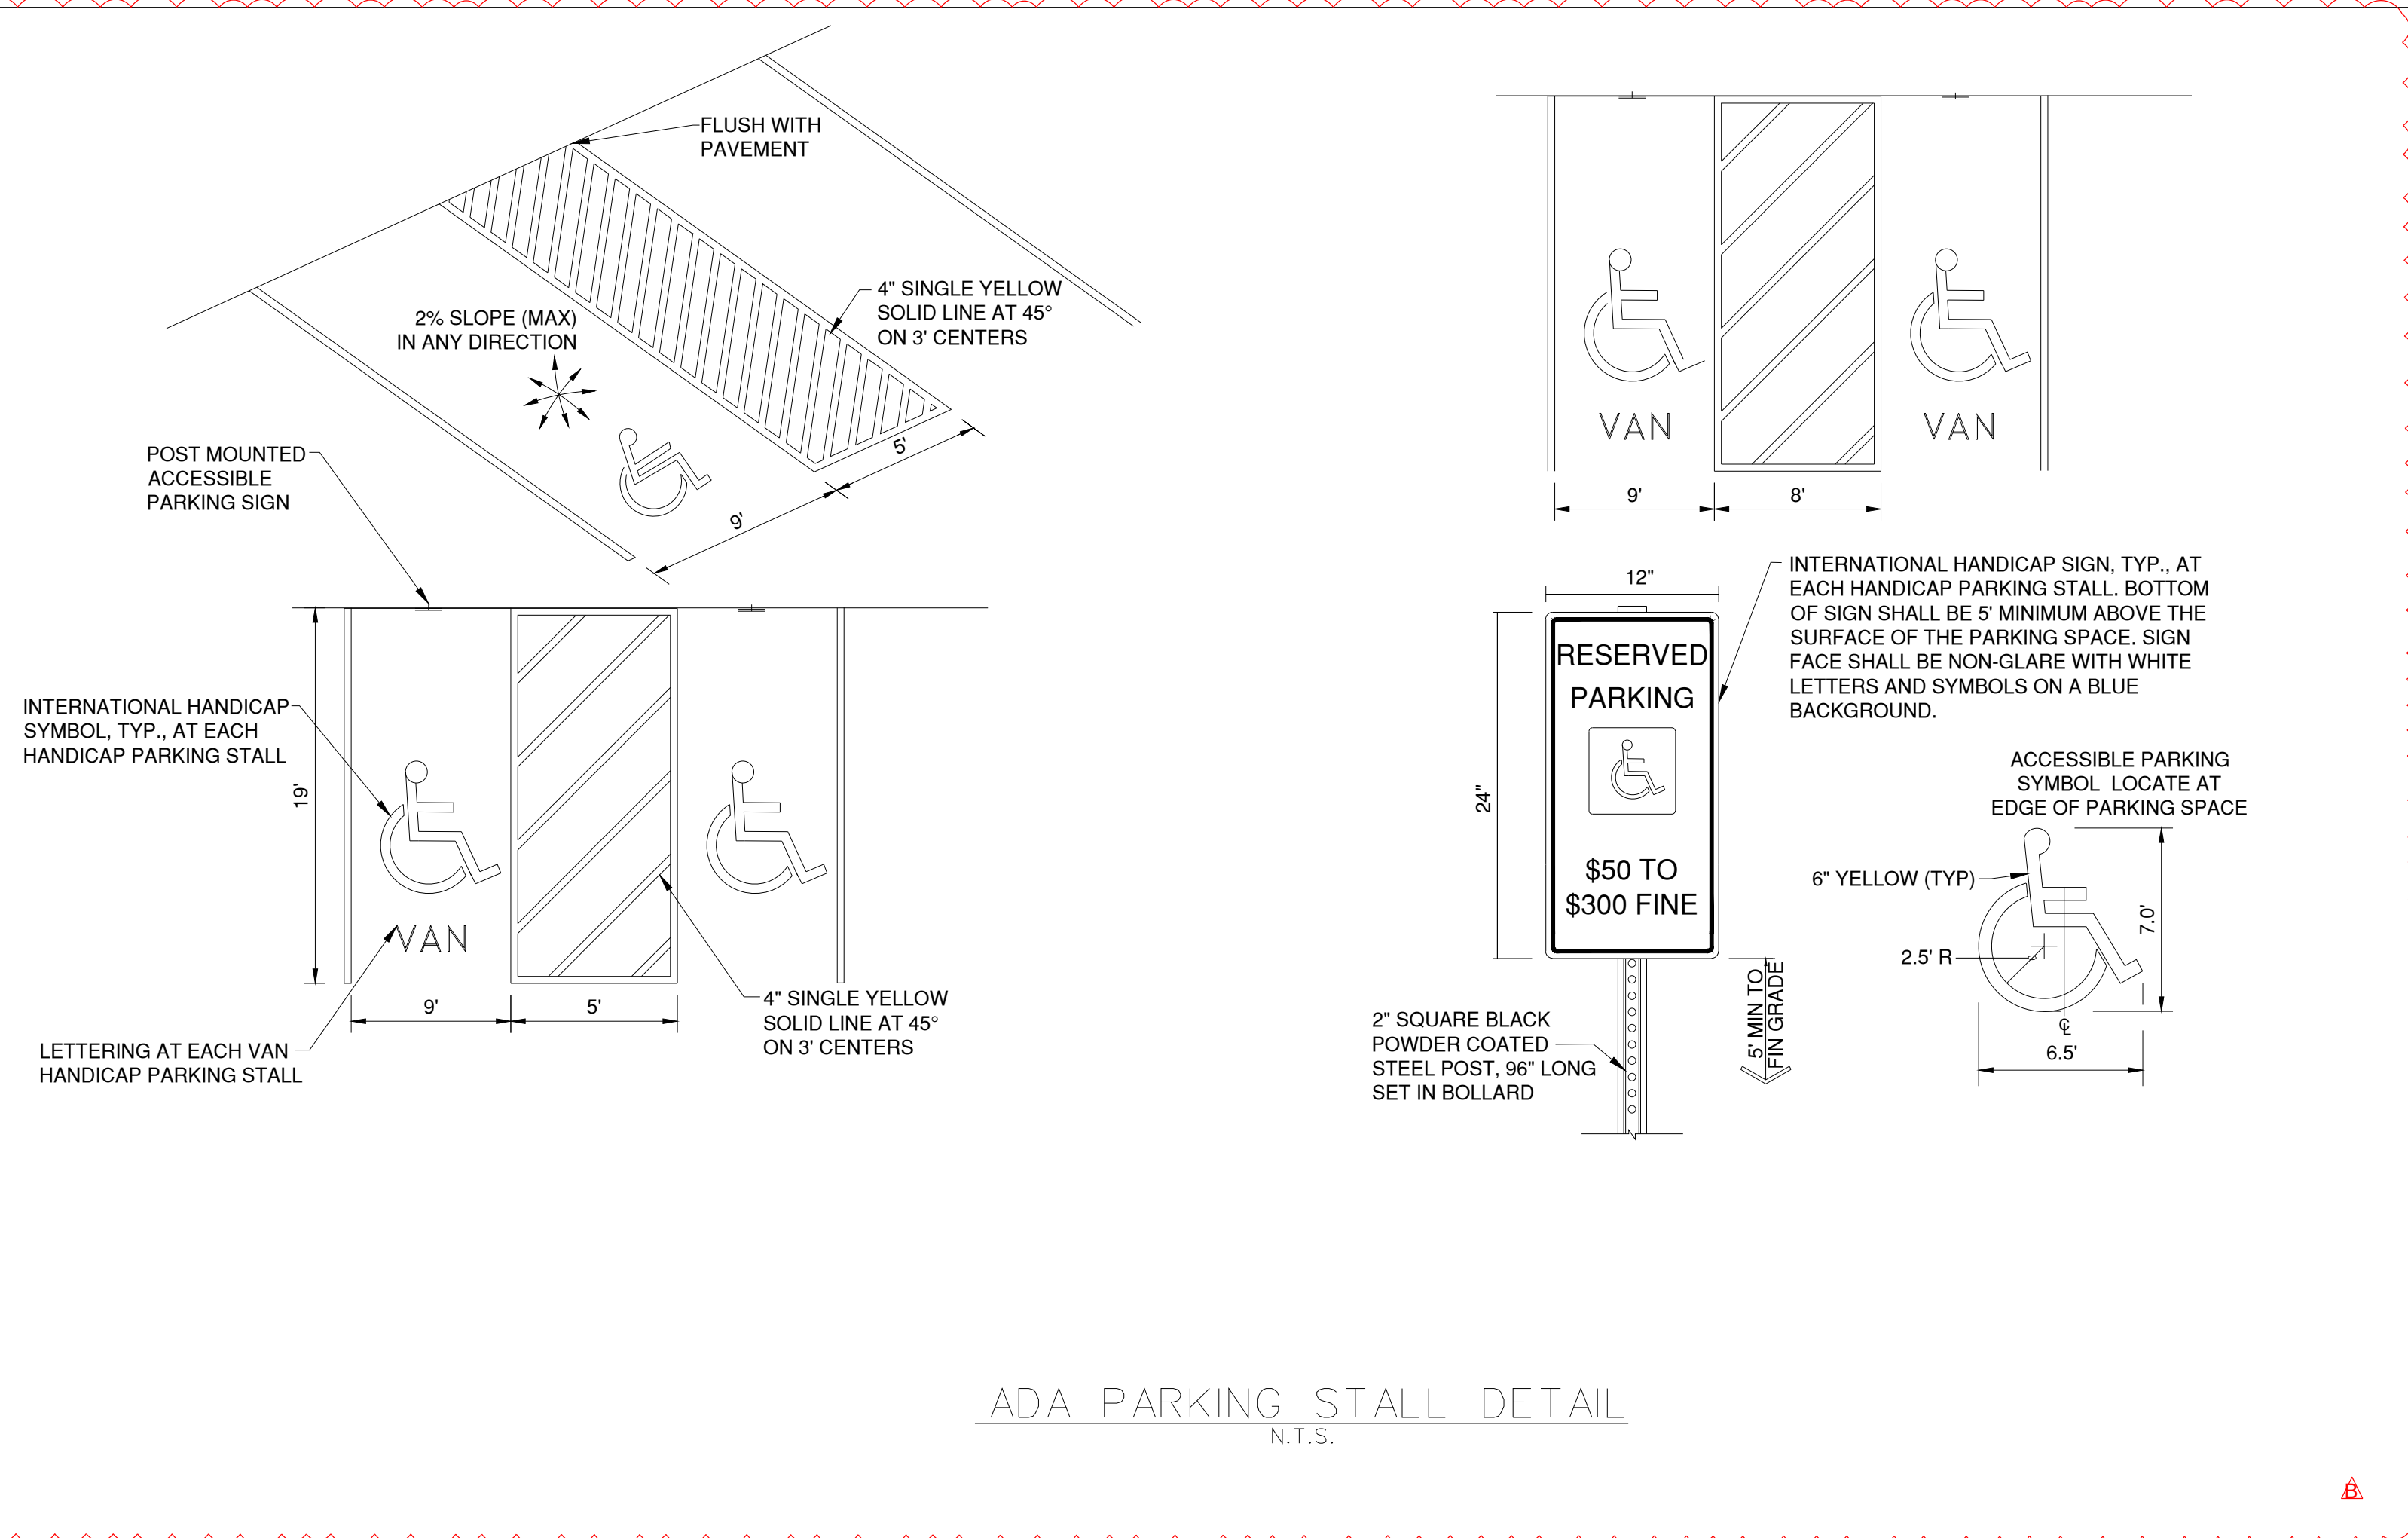 FLUSH WITH
PAVEMENT
4" SINGLE YELLOW
SOLID LINE AT 45°
ON 3' CENTERS
2% SLOPE (MAX)
IN ANY DIRECTION
5'
9'
POST MOUNTED
ACCESSIBLE
PARKING SIGN
INTERNATIONAL HANDICAP
SYMBOL, TYP., AT EACH
HANDICAP PARKING STALL
19'
VAN
9'
5'
4" SINGLE YELLOW
SOLID LINE AT 45°
ON 3' CENTERS
LETTERING AT EACH VAN
HANDICAP PARKING STALL
VAN
VAN
9'
8'
12"
24"
RESERVED
PARKING
$50 TO
$300 FINE
INTERNATIONAL HANDICAP SIGN, TYP., AT
EACH HANDICAP PARKING STALL. BOTTOM
OF SIGN SHALL BE 5' MINIMUM ABOVE THE
SURFACE OF THE PARKING SPACE. SIGN
FACE SHALL BE NON-GLARE WITH WHITE
LETTERS AND SYMBOLS ON A BLUE
BACKGROUND.
ACCESSIBLE PARKING
SYMBOL LOCATE AT
EDGE OF PARKING SPACE
6" YELLOW (TYP)
7.0'
2.5' R
℄
6.5'
5' MIN TO
FIN GRADE
2" SQUARE BLACK
POWDER COATED
STEEL POST, 96" LONG
SET IN BOLLARD
ADA PARKING STALL DETAIL
N.T.S.
B